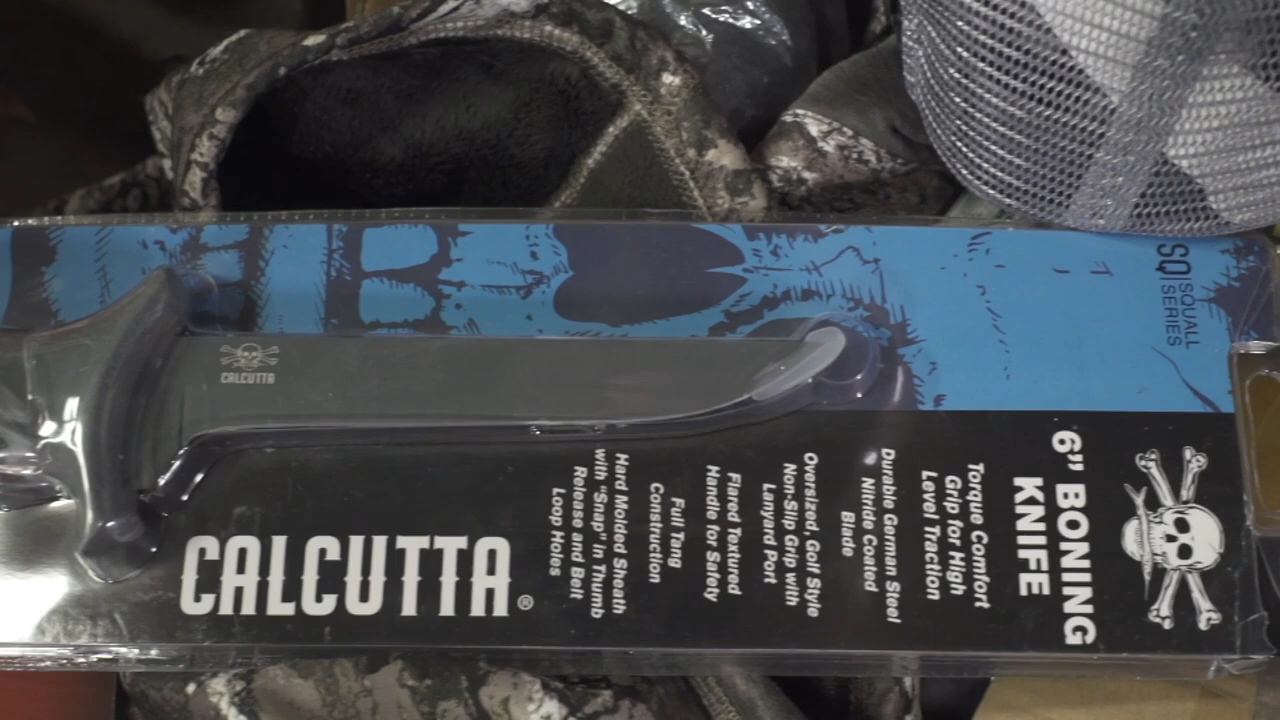 SQ SQUALL
SERIES
6" BONING
KNIFE
Torque Comfort
Grip for High
Level Traction
Durable German Steel
Nitride Coated
Blade
Oversized, Golf Style
Non-Slip Grip with
Lanyard Port
Flared Textured
Handle for Safety
Full Tang
Construction
Hard Molded Sheath
with "Snap" in Thumb
Release and Belt
Loop Holes
CALCUTTA
CALCUTTA®